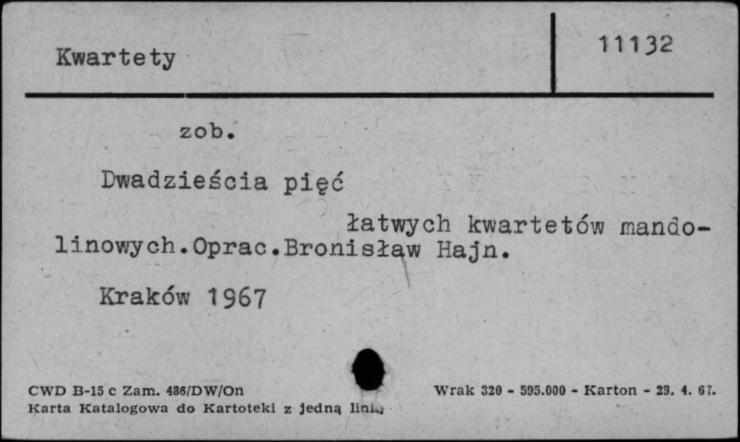 Kwartety
11132
zob.
Dwadzieścia pięć
łatwych kwartetów mando-
linowych.Oprac.Bronisław Hajn.
Kraków 1967
CWD B-15 c Zam. 486/DW/On
Wrak 320 - 595.000 - Karton - 29. 4. 67.
Karta Katalogowa do Kartoteki z jedną linią